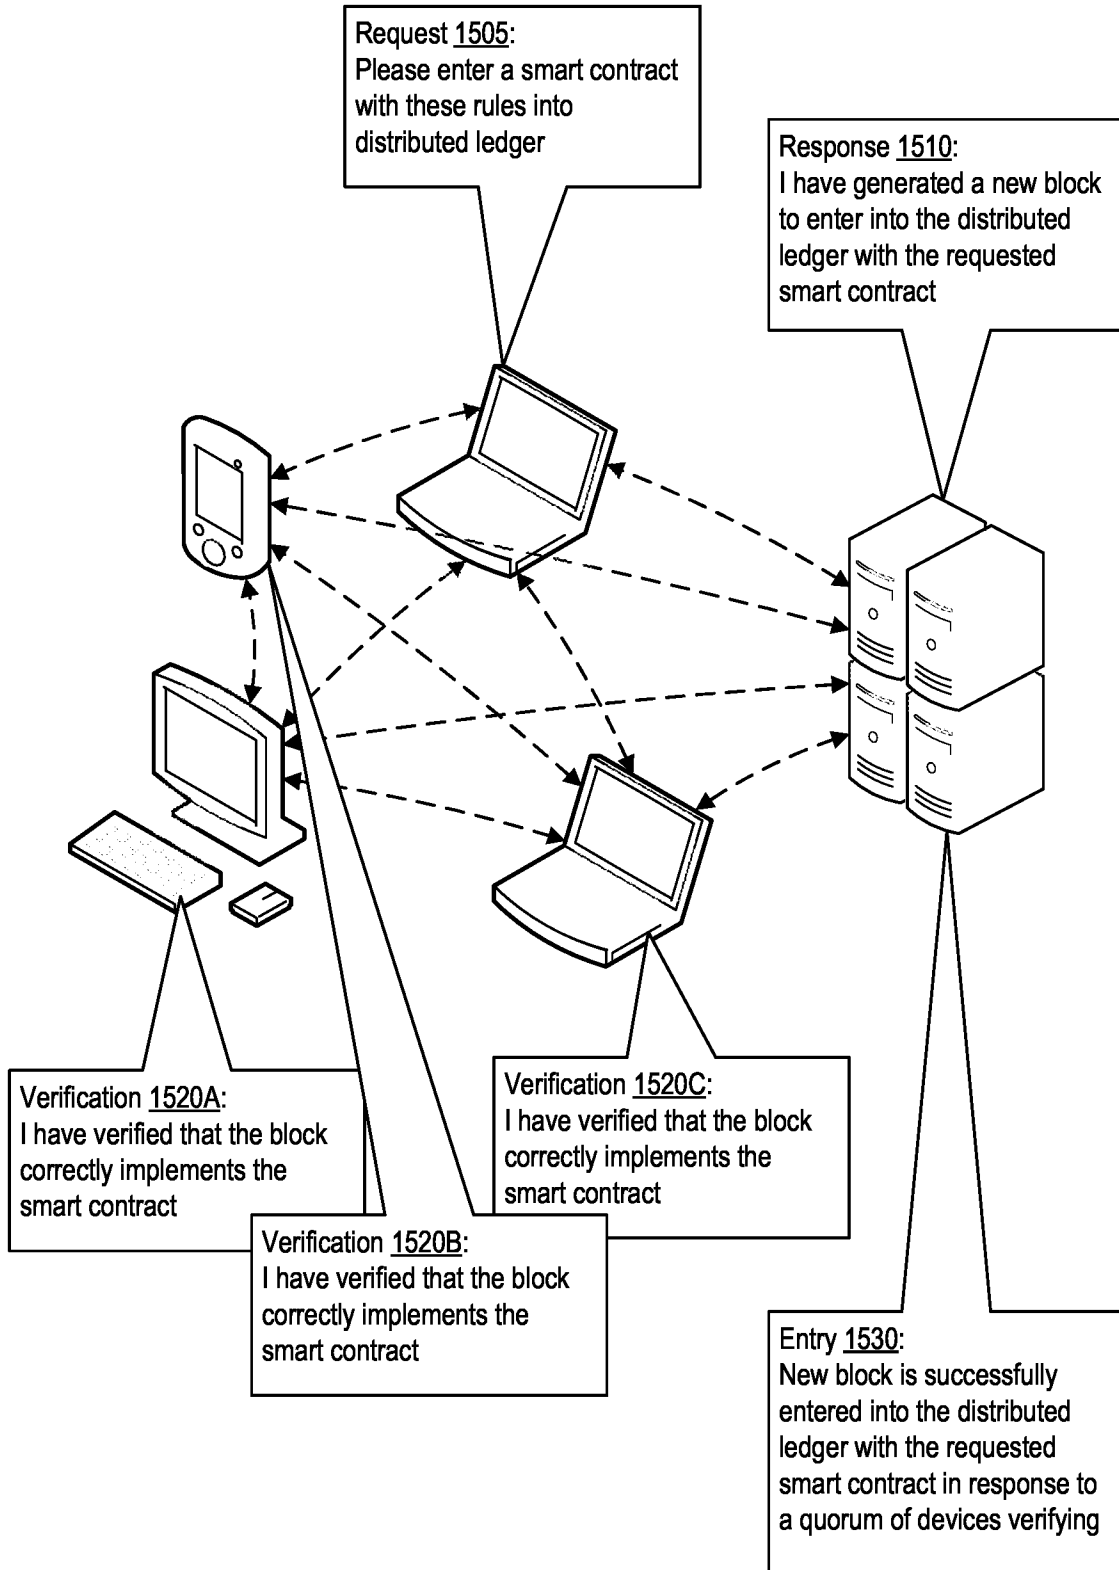 Request 1505:
Please enter a smart contract
with these rules into
distributed ledger
Response 1510:
I have generated a new block
to enter into the distributed
ledger with the requested
smart contract
Verification 1520A:
I have verified that the block
correctly implements the
smart contract
Verification 1520B:
I have verified that the block
correctly implements the
smart contract
Verification 1520C:
I have verified that the block
correctly implements the
smart contract
Entry 1530:
New block is successfully
entered into the distributed
ledger with the requested
smart contract in response to
a quorum of devices verifying